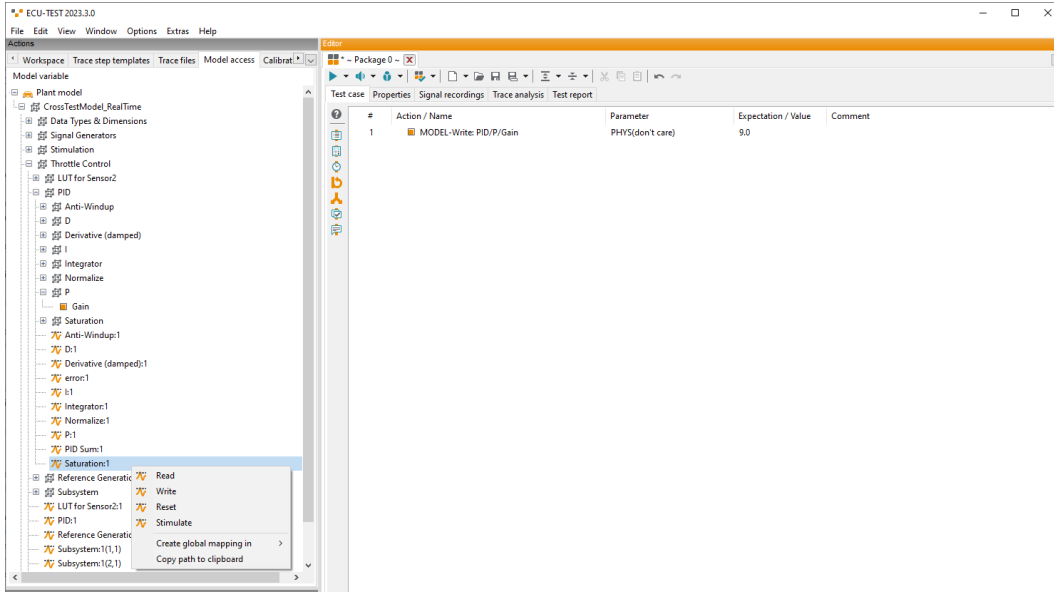 ECU-TEST 2023.3.0
File Edit View Window Options Extras Help
Actions
Workspace Trace step templates Trace files Model access Calibrat
Model variable
Plant model
CrossTestModel_RealTime
Data Types & Dimensions
Signal Generators
Stimulation
Throttle Control
LUT for Sensor2
PID
Anti-Windup
D
Derivative (damped)
I
Integrator
Normalize
P
Gain
Saturation
Anti-Windup:1
D:1
Derivative (damped):1
error:1
I:1
Integrator:1
Normalize:1
P:1
PID Sum:1
Saturation:1
Reference Generatic
Subsystem
LUT for Sensor2:1
PID:1
Reference Generatic
Subsystem:1(1,1)
Subsystem:1(2,1)
Read
Write
Reset
Stimulate
Create global mapping in
Copy path to clipboard
Editor
* ~ Package 0 ~
Test case Properties Signal recordings Trace analysis Test report
# Action / Name Parameter Expectation / Value Comment
1 MODEL-Write: PID/P/Gain PHYS(don't care) 9.0